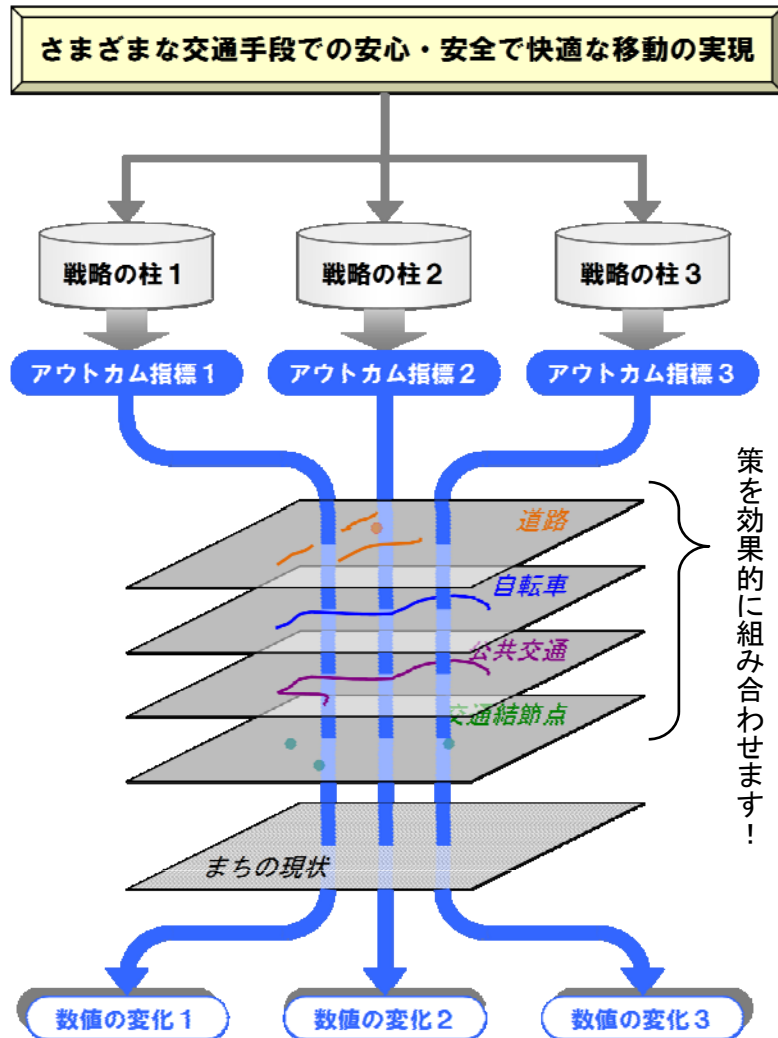 さまざまな交通手段での安心・安全で快適な移動の実現
戦略の柱１
戦略の柱２
戦略の柱３
アウトカム指標１
アウトカム指標２
アウトカム指標３
道路
自転車
公共交通
交通結節点
策を効果的に組み合わせます！
まちの現状
数値の変化１
数値の変化２
数値の変化３